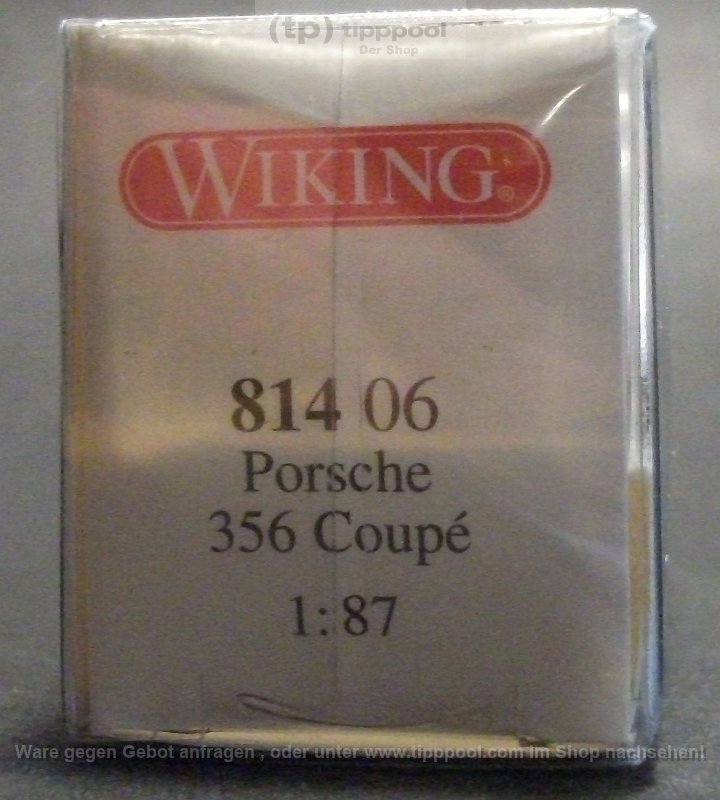 (tp) tipppool
Der Shop
WIKING®
814 06
Porsche
356 Coupé
1:87
Ware gegen Gebot anfragen , oder unter www.tipppool.com im Shop nachsehen!